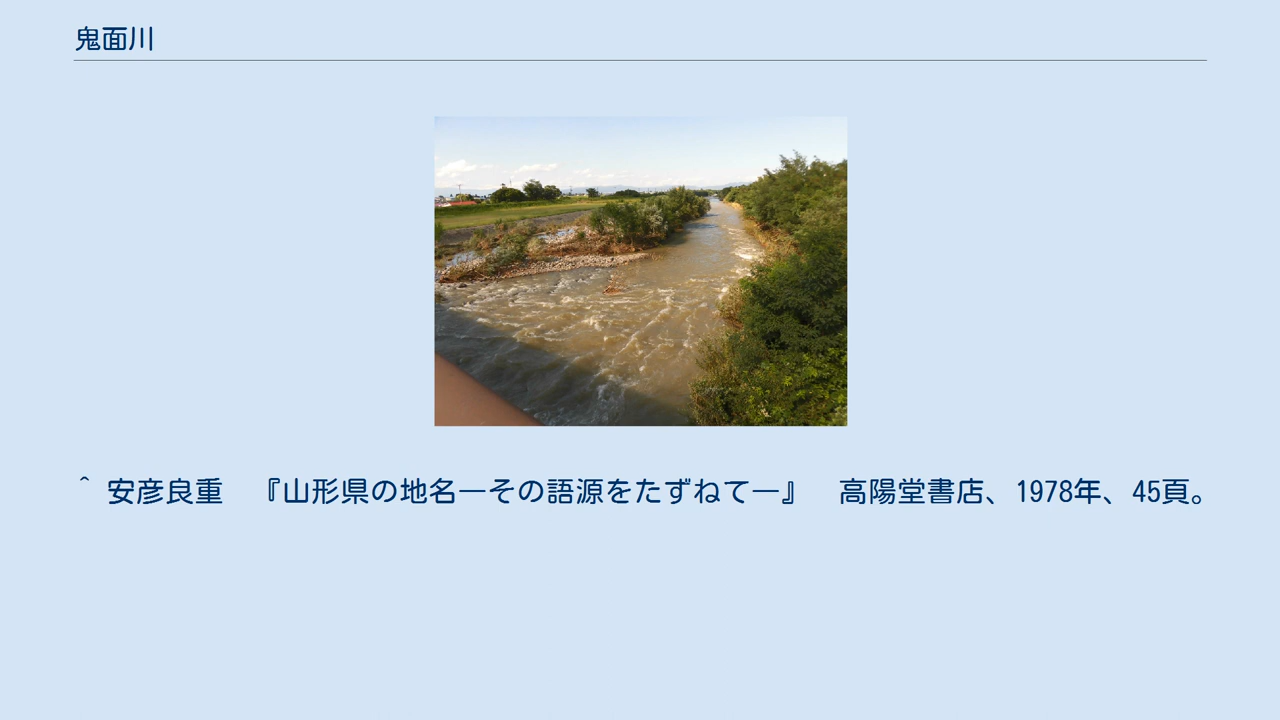 鬼面川
^ 安彦良重　『山形県の地名―その語源をたずねて―』　高陽堂書店、1978年、45頁。